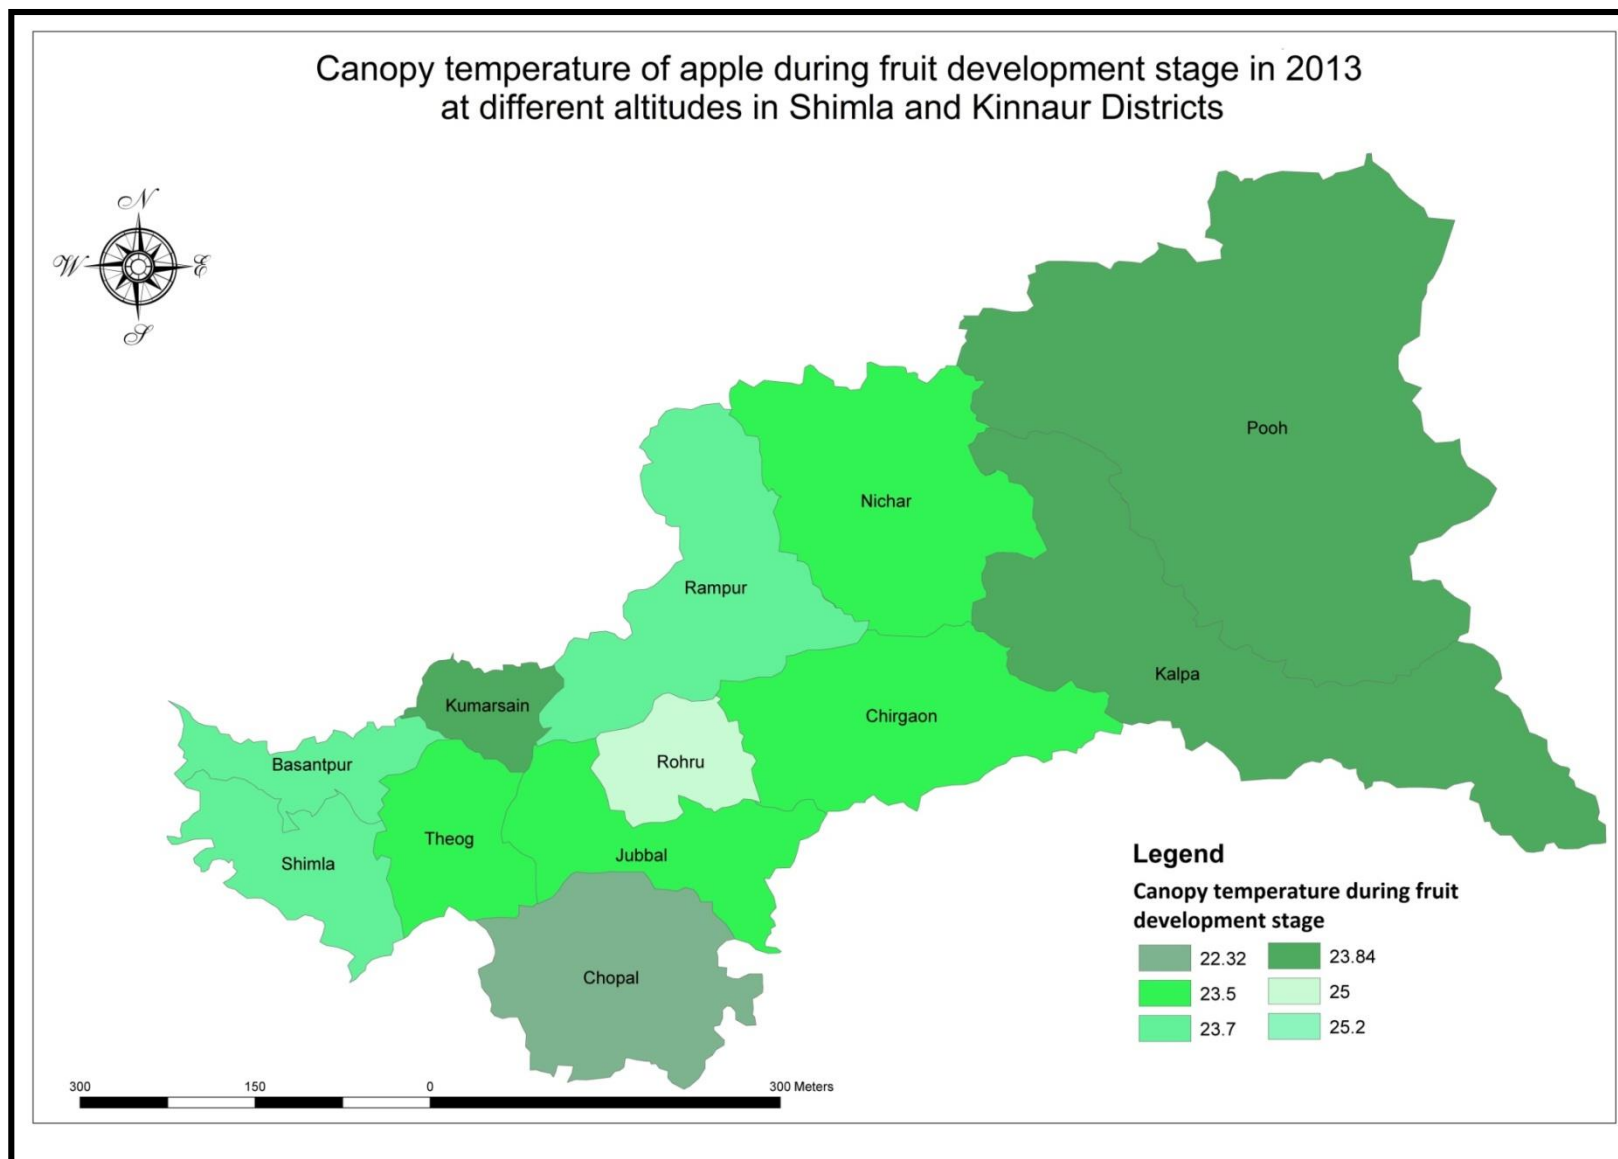 Canopy temperature of apple during fruit development stage in 2013
at different altitudes in Shimla and Kinnaur Districts
N
W
E
S
Pooh
Nichar
Rampur
Kalpa
Kumarsain
Chirgaon
Basantpur
Rohru
Theog
Jubbal
Shimla
Chopal
Legend
Canopy temperature during fruit
development stage
22.32 23.84
23.5 25
23.7 25.2
300 150 0 300 Meters